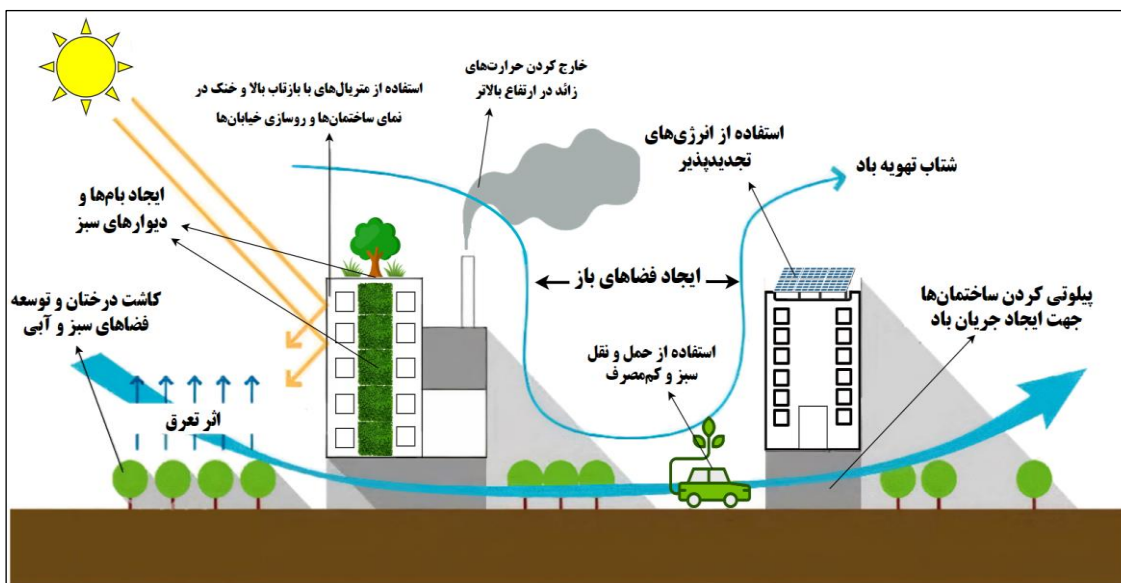 خارج کردن حرارت‌های
زائد در ارتفاع بالاتر
استفاده از متریال‌های با بازتاب بالا و خنک در
نمای ساختمان‌ها و روسازی خیابان‌ها
استفاده از انرژی‌های
تجدیدپذیر
شتاب تهویه باد
ایجاد بام‌ها و
دیوارهای سبز
ایجاد فضاهای باز
پیلوتی کردن ساختمان‌ها
جهت ایجاد جریان باد
کاشت درختان و توسعه
فضاهای سبز و آبی
استفاده از حمل و نقل
سبز و کم‌مصرف
اثر تعرق